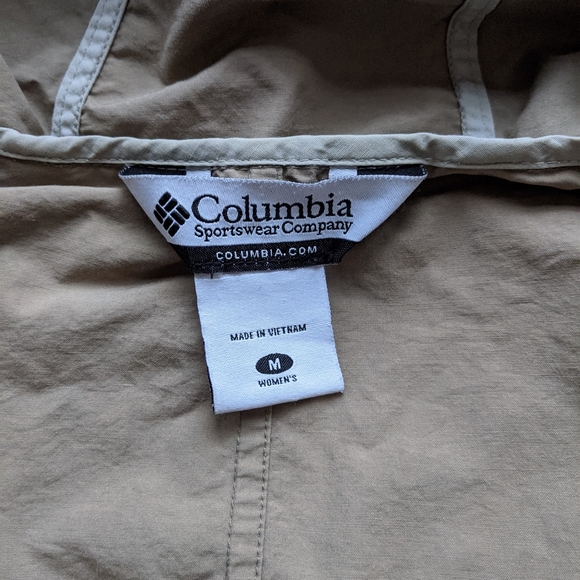 Columbia
Sportswear Company
COLUMBIA.COM
MADE IN VIETNAM
M
WOMEN'S